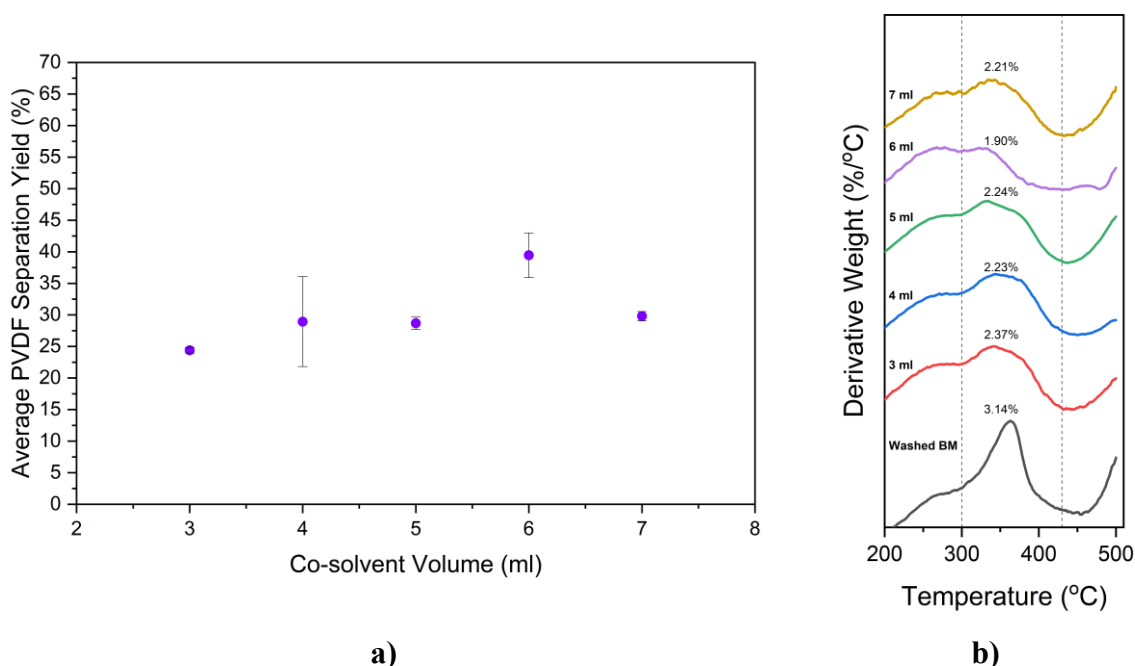 Average PVDF Separation Yield (%)
70
65
60
55
50
45
40
35
30
25
20
15
10
5
0
2 3 4 5 6 7 8
Co-solvent Volume (ml)
a)
Derivative Weight (%/°C)
2.21%
7 ml
1.90%
6 ml
2.24%
5 ml
2.23%
4 ml
2.37%
3 ml
3.14%
Washed BM
200 300 400 500
Temperature (°C)
b)